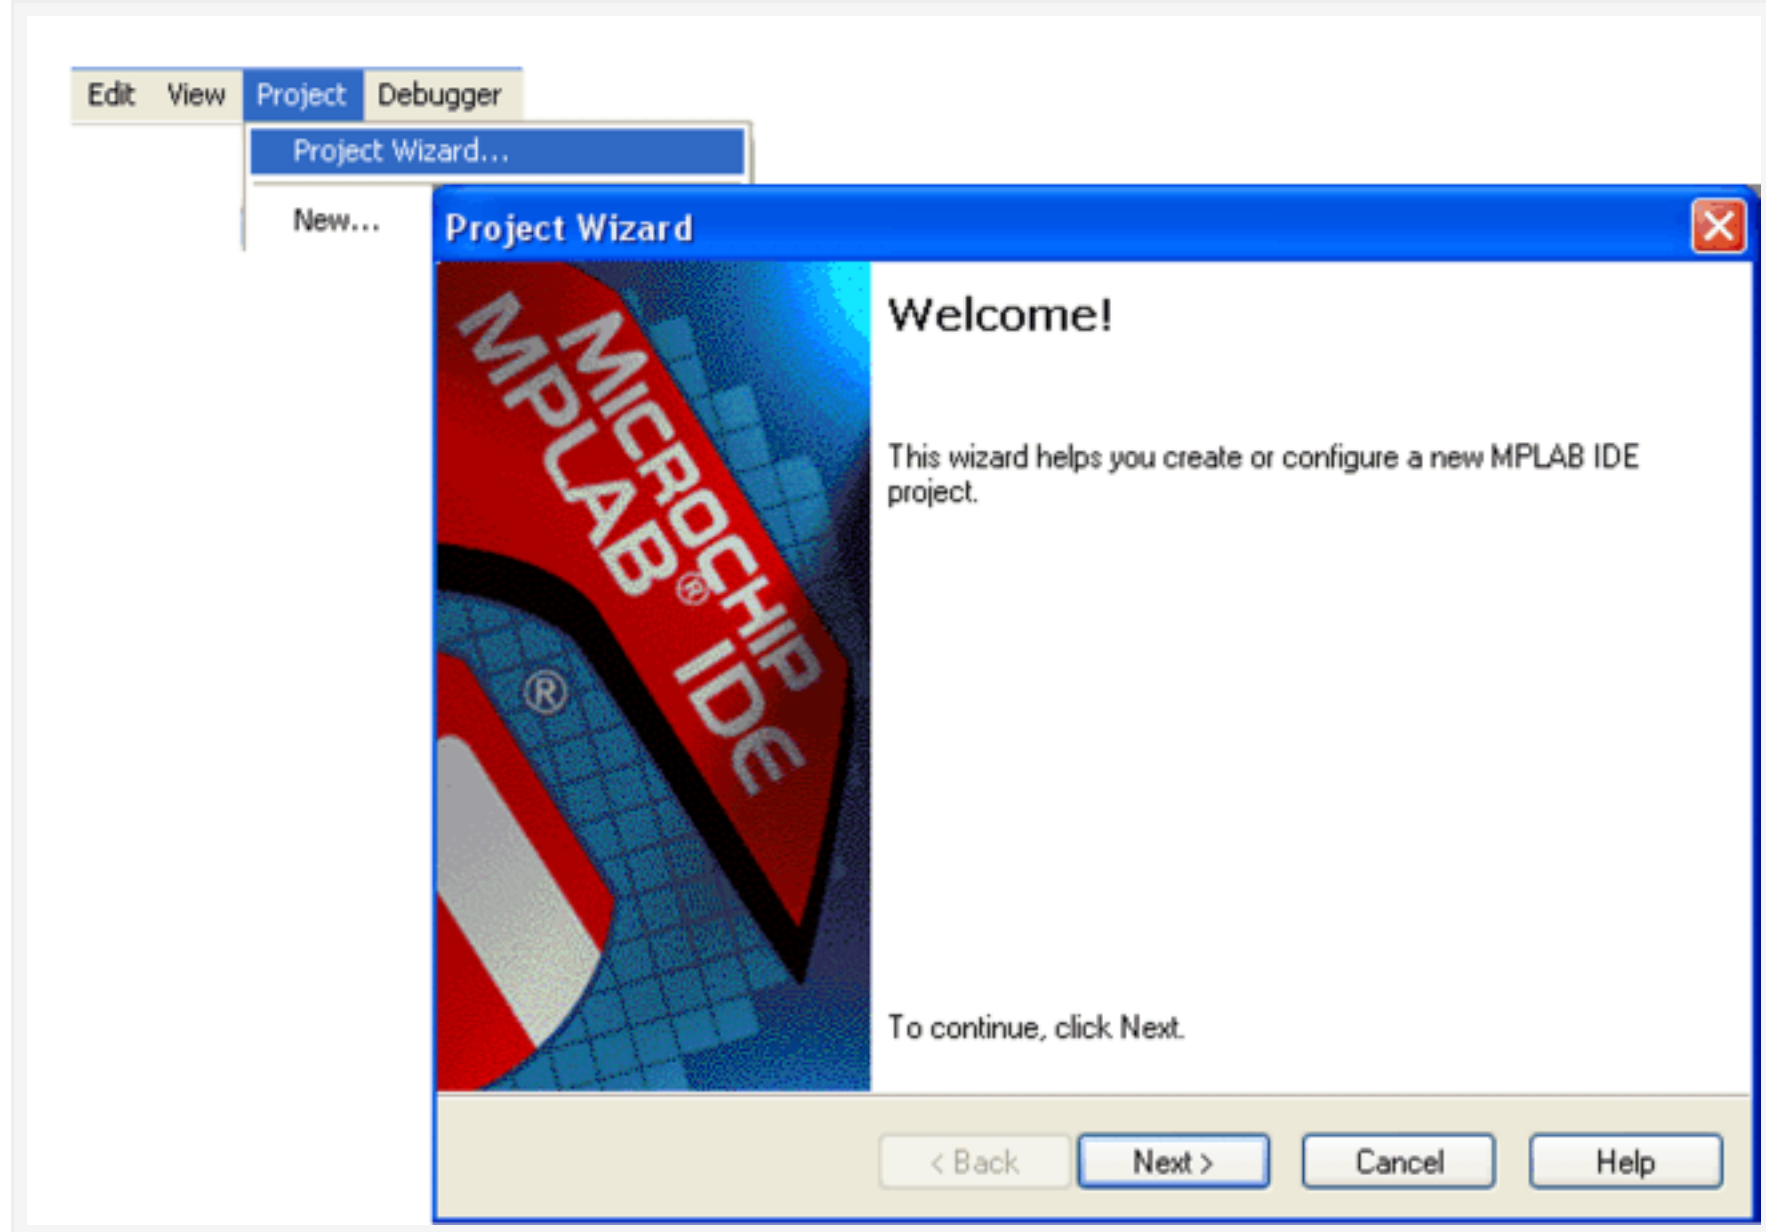 Edit View Project Debugger
Project Wizard...
New...
Project Wizard
MICROCHIP
MPLAB® IDE
®
Welcome!
This wizard helps you create or configure a new MPLAB IDE
project.
To continue, click Next.
< Back Next > Cancel Help